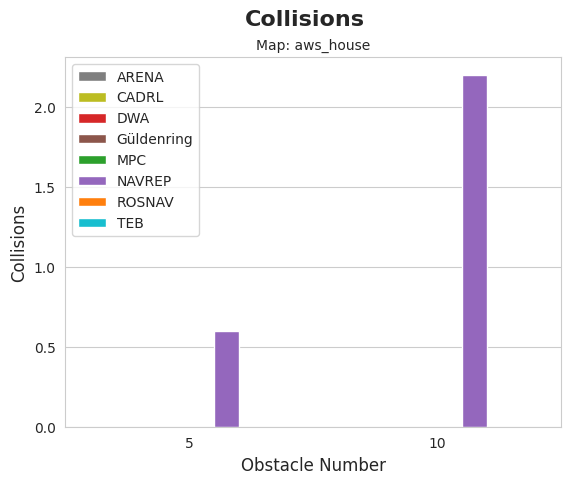 Collisions
Map: aws_house
ARENA
CADRL
DWA
Güldenring
MPC
NAVREP
ROSNAV
TEB
2.0
1.5
1.0
0.5
0.0
Collisions
5 10
Obstacle Number